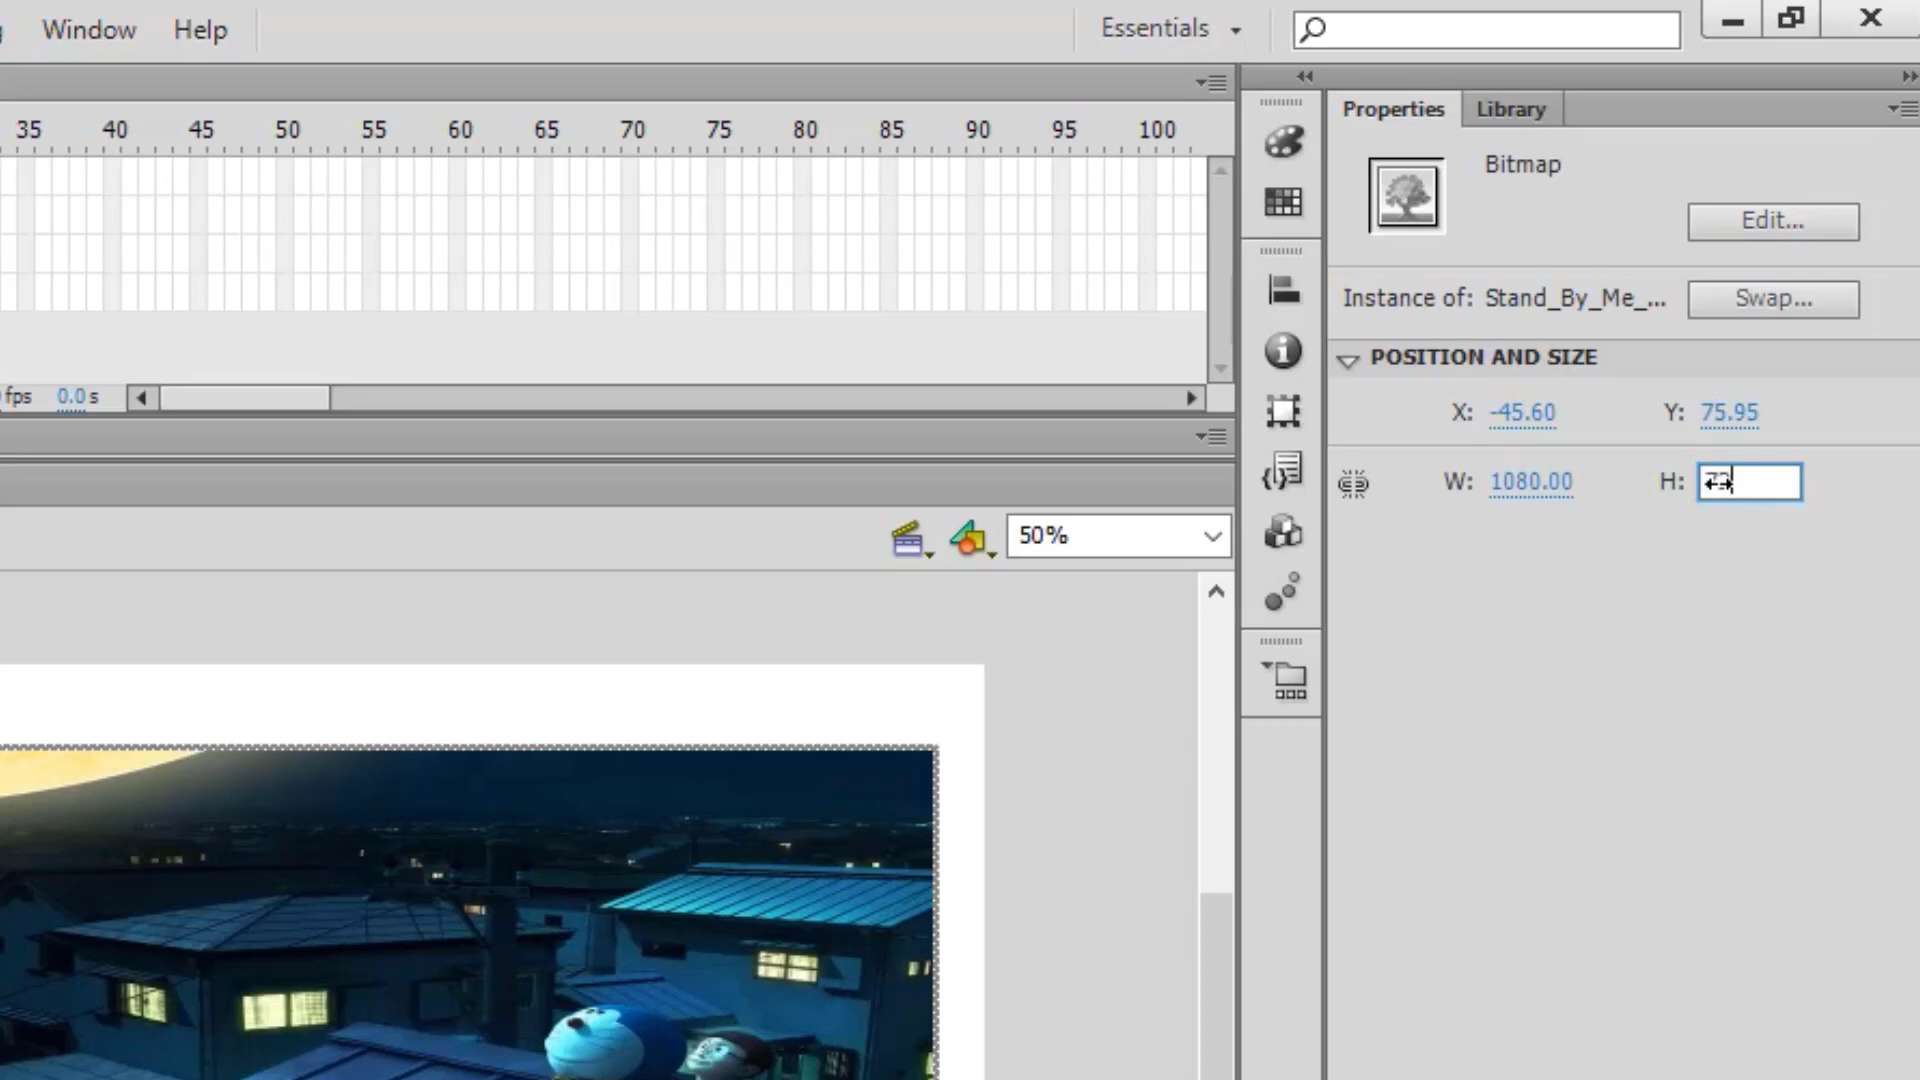 Window Help
Essentials
35 40 45 50 55 60 65 70 75 80 85 90 95 100
Properties Library
Bitmap
Edit...
Instance of: Stand_By_Me_... Swap...
POSITION AND SIZE
X: -45.60 Y: 75.95
W: 1080.00 H:
fps 0.0 s
50%